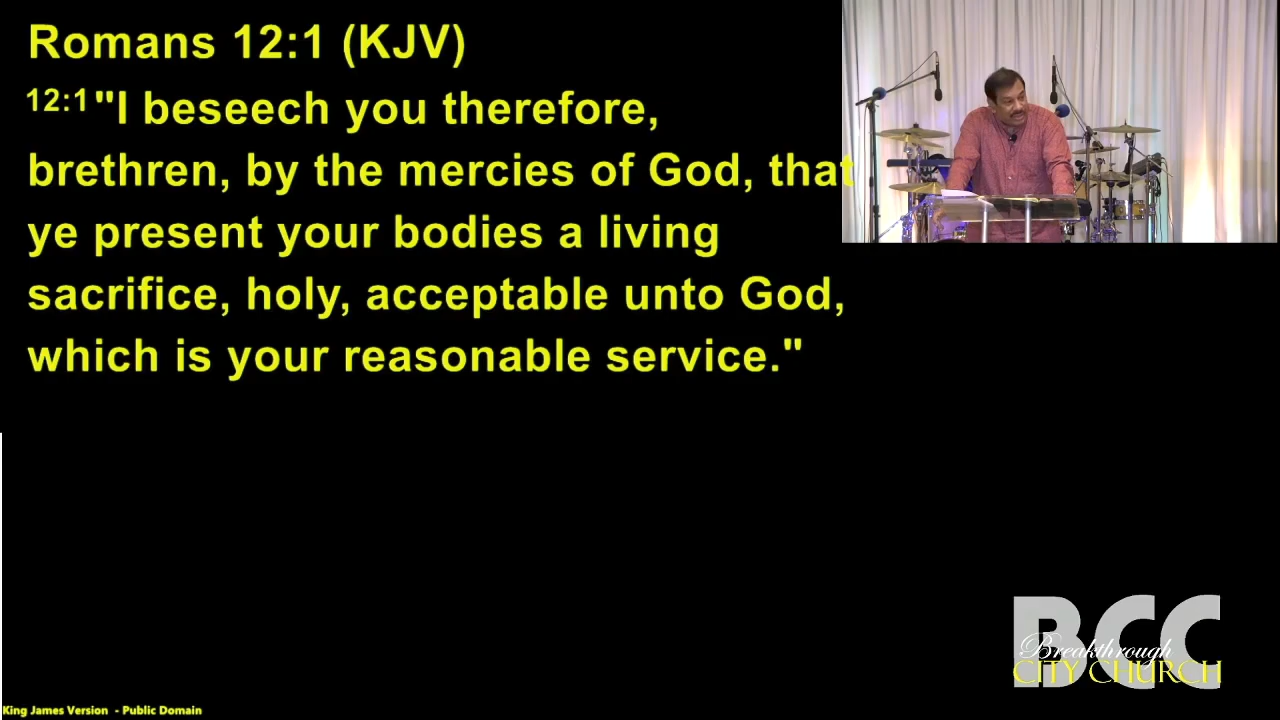 Romans 12:1 (KJV)
12:1 "I beseech you therefore,
brethren, by the mercies of God, that
ye present your bodies a living
sacrifice, holy, acceptable unto God,
which is your reasonable service."
BCC
Breakthrough
CITY CHURCH
King James Version - Public Domain